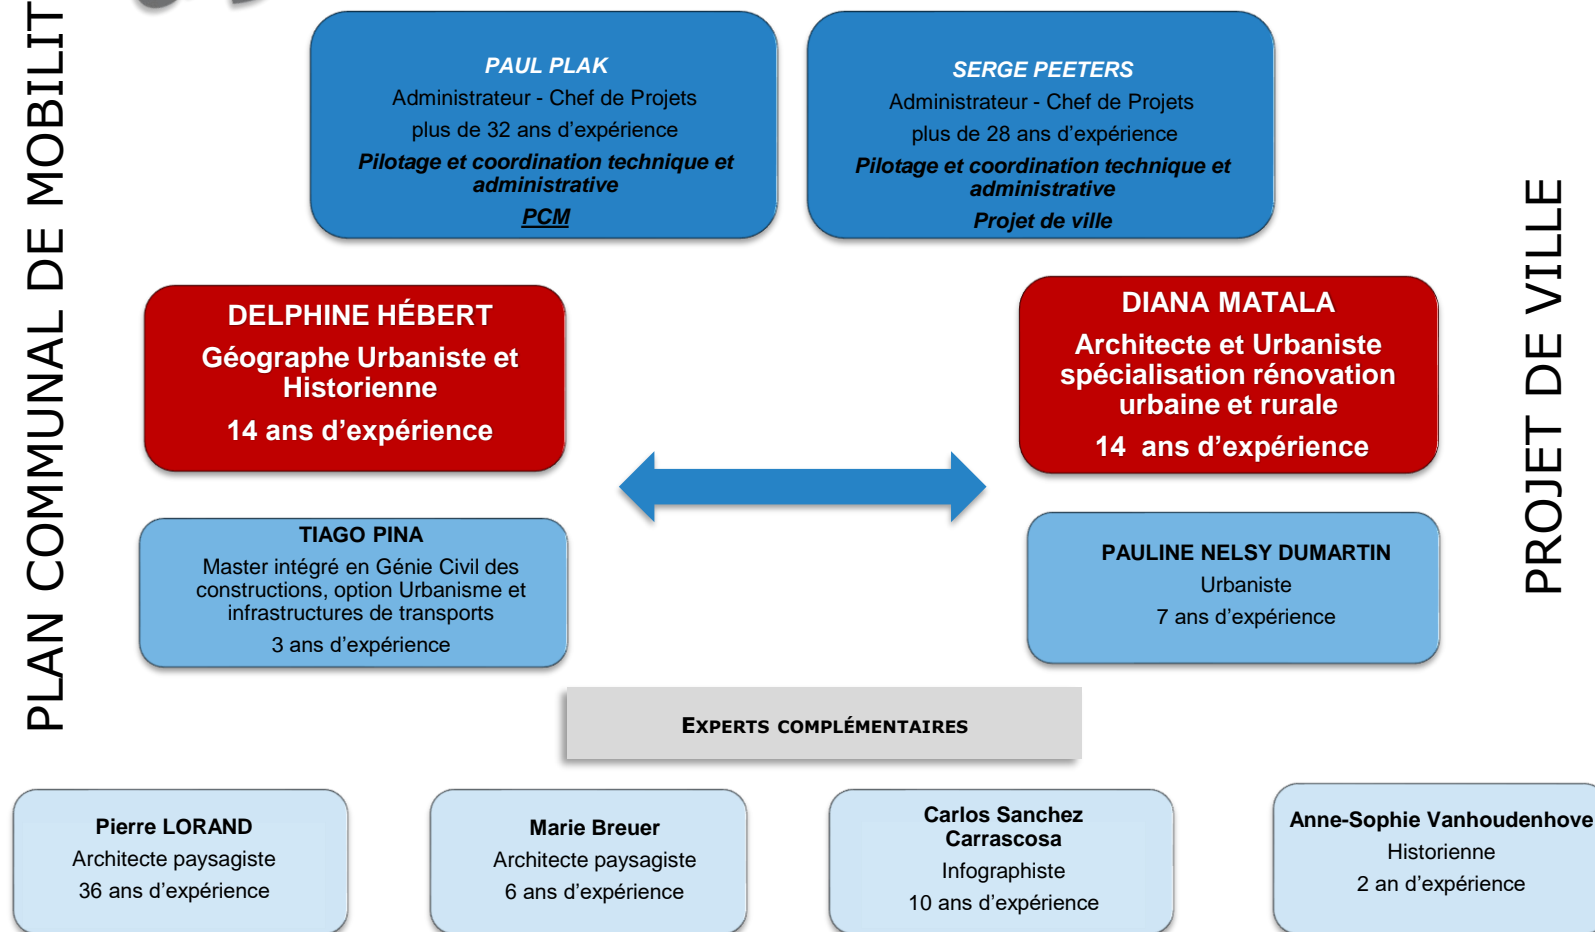 PLAN COMMUNAL DE MOBILIT
PAUL PLAK
Administrateur - Chef de Projets
plus de 32 ans d’expérience
Pilotage et coordination technique et
administrative
PCM
SERGE PEETERS
Administrateur - Chef de Projets
plus de 28 ans d’expérience
Pilotage et coordination technique et
administrative
Projet de ville
DELPHINE HÉBERT
Géographe Urbaniste et
Historienne
14 ans d’expérience
DIANA MATALA
Architecte et Urbaniste
spécialisation rénovation
urbaine et rurale
14  ans d’expérience
PROJET DE VILLE
TIAGO PINA
Master intégré en Génie Civil des
constructions, option Urbanisme et
infrastructures de transports
3 ans d’expérience
PAULINE NELSY DUMARTIN
Urbaniste
7 ans d’expérience
EXPERTS COMPLÉMENTAIRES
Pierre LORAND
Architecte paysagiste
36 ans d’expérience
Marie Breuer
Architecte paysagiste
6 ans d’expérience
Carlos Sanchez
Carrascosa
Infographiste
10 ans d’expérience
Anne-Sophie Vanhoudenhove
Historienne
2 an d’expérience